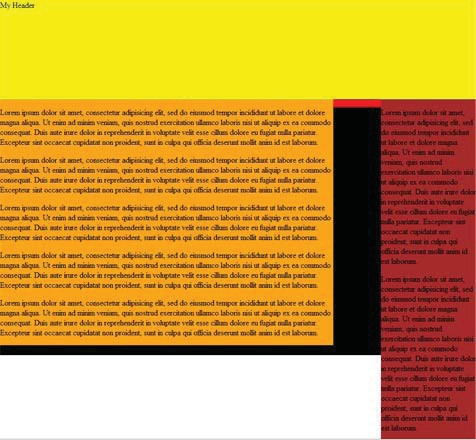 My Header
Lorem ipsum dolor sit amet, consectetur adipiscing elit, sed do eiusmod tempor incididunt ut labore et dolore
magna aliqua. Ut enim ad minim veniam, quis nostrud exercitation ullamco laboris nisi ut aliquip ex ea commodo
consequat. Duis aute irure dolor in reprehenderit in voluptate velit esse cillum dolore eu fugiat nulla pariatur.
Excepteur sint occaecat cupidatat non proident, sunt in culpa qui officia deserunt mollit anim id est laborum.
Lorem ipsum dolor sit amet, consectetur adipiscing elit, sed do eiusmod tempor incididunt ut labore et dolore
magna aliqua. Ut enim ad minim veniam, quis nostrud exercitation ullamco laboris nisi ut aliquip ex ea commodo
consequat. Duis aute irure dolor in reprehenderit in voluptate velit esse cillum dolore eu fugiat nulla pariatur.
Excepteur sint occaecat cupidatat non proident, sunt in culpa qui officia deserunt mollit anim id est laborum.
Lorem ipsum dolor sit amet, consectetur adipiscing elit, sed do eiusmod tempor incididunt ut labore et dolore
magna aliqua. Ut enim ad minim veniam, quis nostrud exercitation ullamco laboris nisi ut aliquip ex ea commodo
consequat. Duis aute irure dolor in reprehenderit in voluptate velit esse cillum dolore eu fugiat nulla pariatur.
Excepteur sint occaecat cupidatat non proident, sunt in culpa qui officia deserunt mollit anim id est laborum.
Lorem ipsum dolor sit amet, consectetur adipiscing elit, sed do eiusmod tempor incididunt ut labore et dolore
magna aliqua. Ut enim ad minim veniam, quis nostrud exercitation ullamco laboris nisi ut aliquip ex ea commodo
consequat. Duis aute irure dolor in reprehenderit in voluptate velit esse cillum dolore eu fugiat nulla pariatur.
Excepteur sint occaecat cupidatat non proident, sunt in culpa qui officia deserunt mollit anim id est laborum.
Lorem ipsum dolor sit amet, consectetur adipiscing elit, sed do eiusmod tempor incididunt ut labore et dolore
magna aliqua. Ut enim ad minim veniam, quis nostrud exercitation ullamco laboris nisi ut aliquip ex ea commodo
consequat. Duis aute irure dolor in reprehenderit in voluptate velit esse cillum dolore eu fugiat nulla pariatur.
Excepteur sint occaecat cupidatat non proident, sunt in culpa qui officia deserunt mollit anim id est laborum.
Lorem ipsum dolor sit amet,
consectetur adipiscing elit, sed
do eiusmod tempor incididunt
ut labore et dolore magna
aliqua. Ut enim ad minim
veniam, quis nostrud
exercitation ullamco laboris nisi
ut aliquip ex ea commodo
consequat. Duis aute irure dolor
in reprehenderit in voluptate
velit esse cillum dolore eu fugiat
nulla pariatur. Excepteur sint
occaecat cupidatat non
proident, sunt in culpa qui
officia deserunt mollit anim id
est laborum.
Lorem ipsum dolor sit amet,
consectetur adipiscing elit, sed
do eiusmod tempor incididunt
ut labore et dolore magna
aliqua. Ut enim ad minim
veniam, quis nostrud
exercitation ullamco laboris nisi
ut aliquip ex ea commodo
consequat. Duis aute irure dolor
in reprehenderit in voluptate
velit esse cillum dolore eu fugiat
nulla pariatur. Excepteur sint
occaecat cupidatat non
proident, sunt in culpa qui
officia deserunt mollit anim id
est laborum.